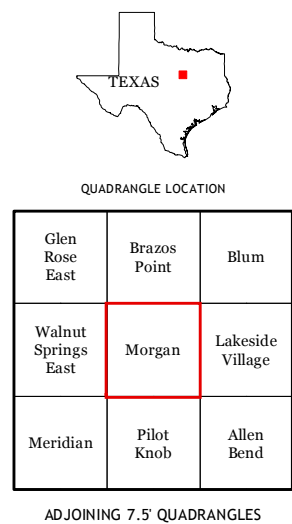 TEXAS
QUADRANGLE LOCATION
Glen
Rose
East
Brazos
Point
Blum
Walnut
Springs
East
Morgan
Lakeside
Village
Meridian
Pilot
Knob
Allen
Bend
ADJOINING 7.5' QUADRANGLES